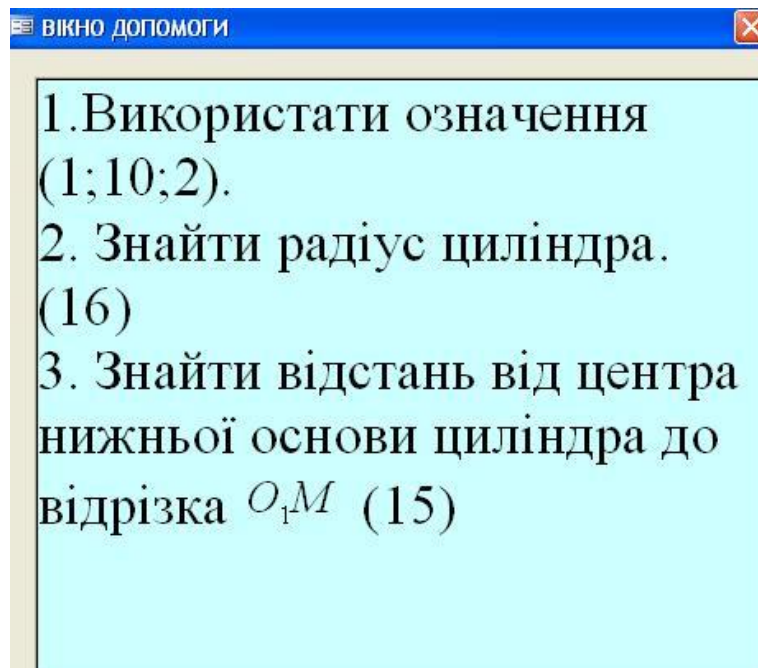 ВІКНО ДОПОМОГИ
1.Використати означення
(1;10;2).
2. Знайти радіус циліндра.
(16)
3. Знайти відстань від центра
нижньої основи циліндра до
відрізка O₁M (15)